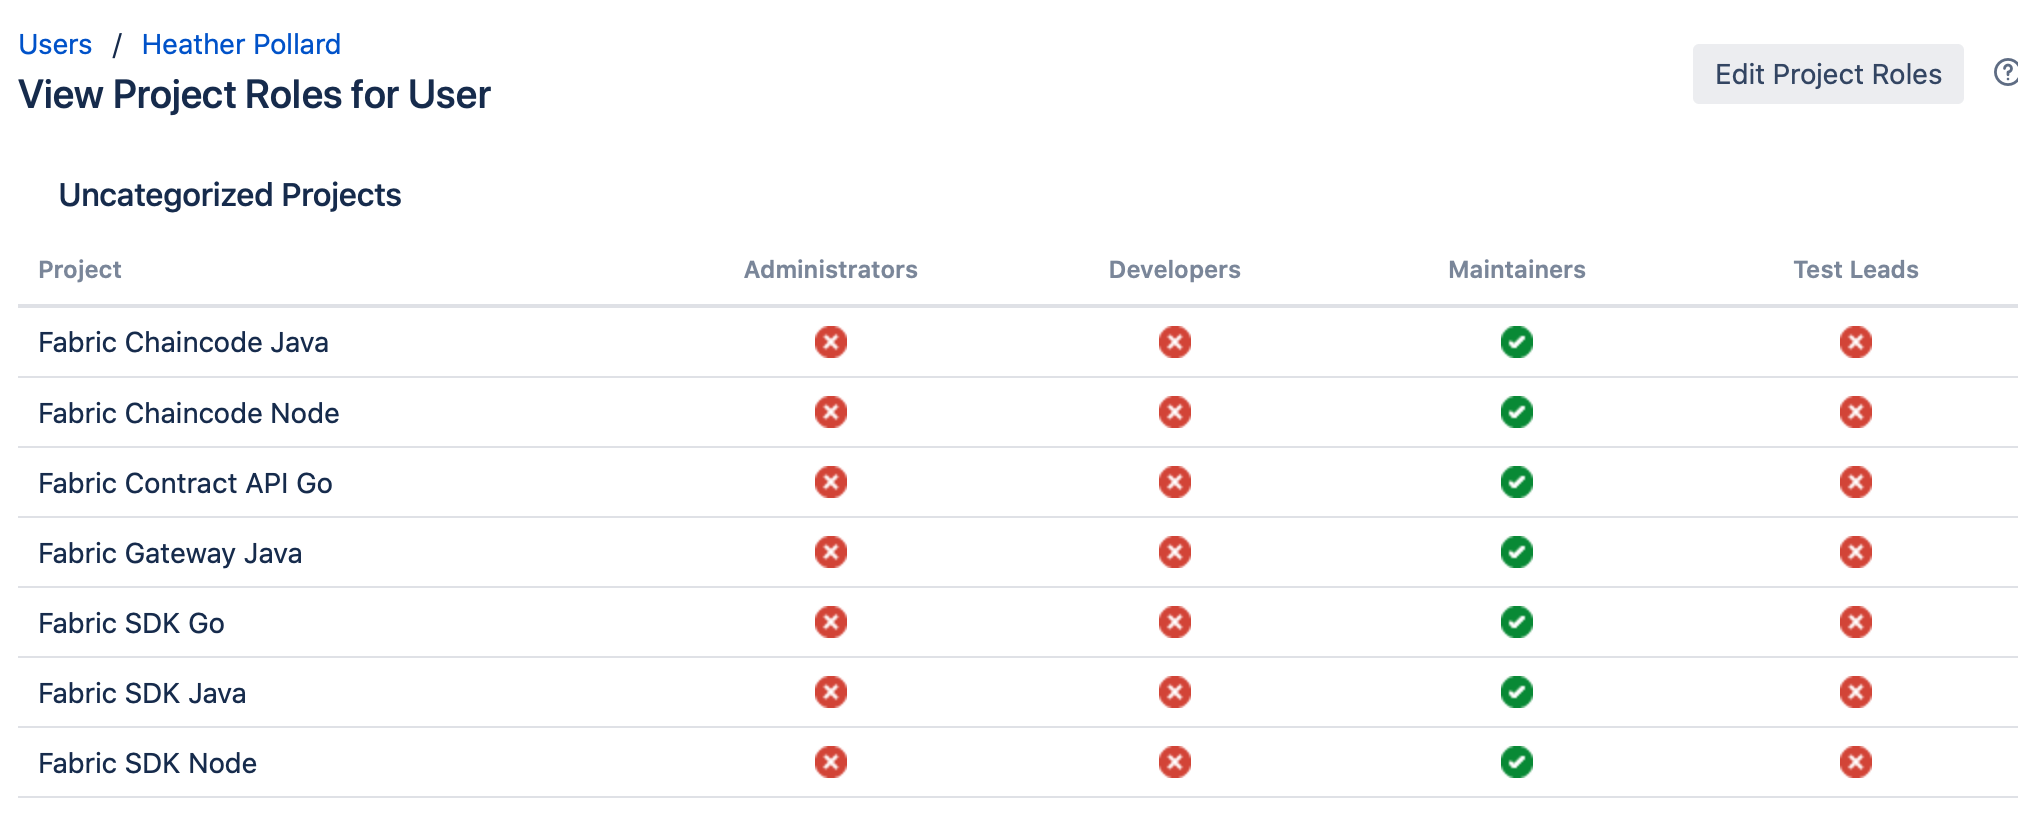 Users / Heather Pollard
View Project Roles for User
Edit Project Roles
Uncategorized Projects
Project Administrators Developers Maintainers Test Leads
Fabric Chaincode Java
Fabric Chaincode Node
Fabric Contract API Go
Fabric Gateway Java
Fabric SDK Go
Fabric SDK Java
Fabric SDK Node